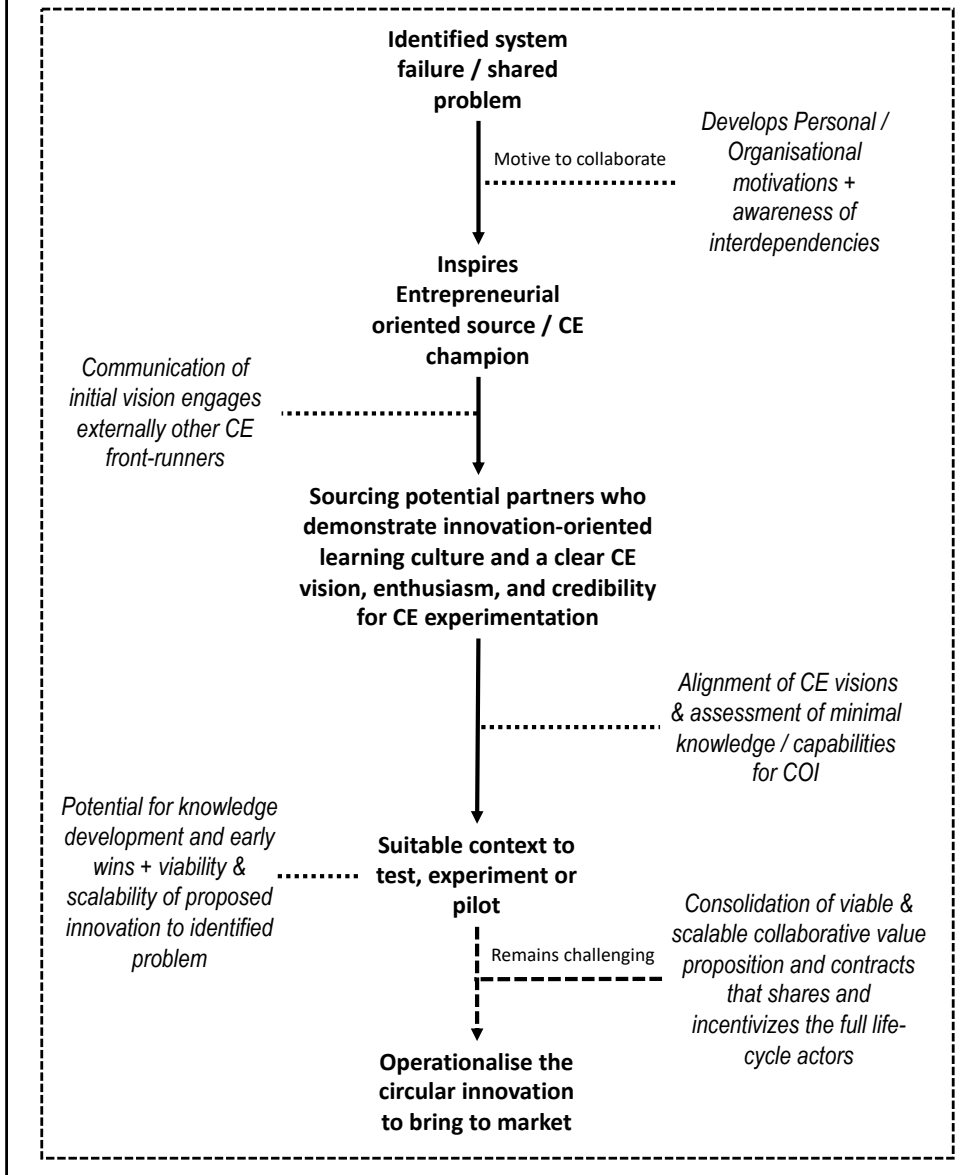 Identified system
failure / shared
problem
Motive to collaborate
Develops Personal /
Organisational
motivations +
awareness of
interdependencies
Inspires
Entrepreneurial
oriented source / CE
champion
Communication of
initial vision engages
externally other CE
front-runners
Sourcing potential partners who
demonstrate innovation-oriented
learning culture and a clear CE
vision, enthusiasm, and credibility
for CE experimentation
Alignment of CE visions
& assessment of minimal
knowledge / capabilities
for COI
Potential for knowledge
development and early
wins + viability &
scalability of proposed
innovation to identified
problem
Suitable context to
test, experiment or
pilot
Remains challenging
Consolidation of viable &
scalable collaborative value
proposition and contracts
that shares and
incentivizes the full life-
cycle actors
Operationalise the
circular innovation
to bring to market